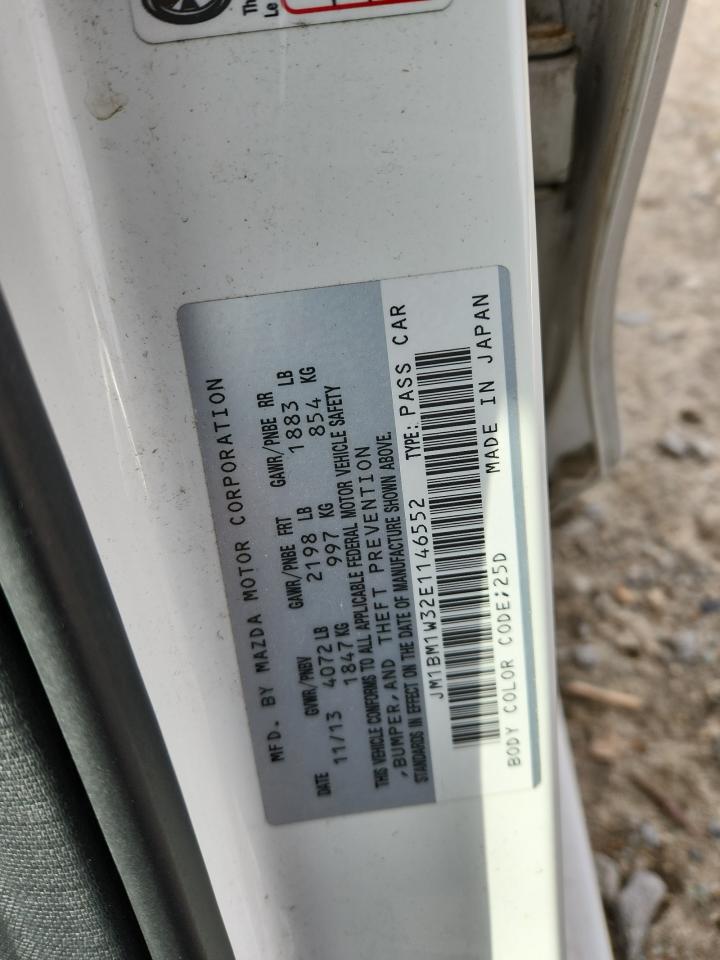 Th
Le
MFD. BY MAZDA MOTOR CORPORATION
DATE GVWR/PNBV GAWR/PNBE FRT GAWR/PNBE RR
11/13 4072 LB 2198 LB 1883 LB
1847 KG 997 KG 854 KG
THIS VEHICLE CONFORMS TO ALL APPLICABLE FEDERAL MOTOR VEHICLE SAFETY
,BUMPER,AND THEFT PREVENTION
STANDARDS IN EFFECT ON THE DATE OF MANUFACTURE SHOWN ABOVE.
JM1BM1W32E1146552 TYPE: PASS CAR
BODY COLOR CODE;25D MADE IN JAPAN